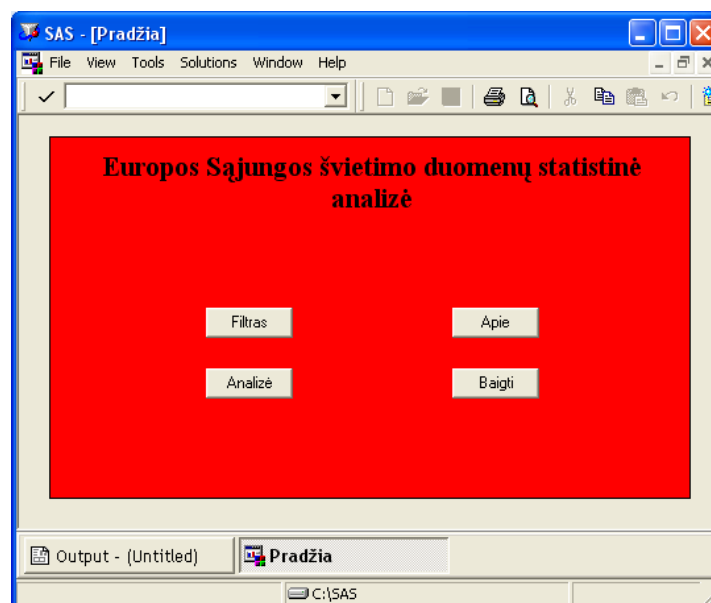 SAS - [Pradžia]
File View Tools Solutions Window Help
Europos Sąjungos švietimo duomenų statistinė
analizė
Filtras Apie
Analizė Baigti
Output - (Untitled) Pradžia
C:\SAS